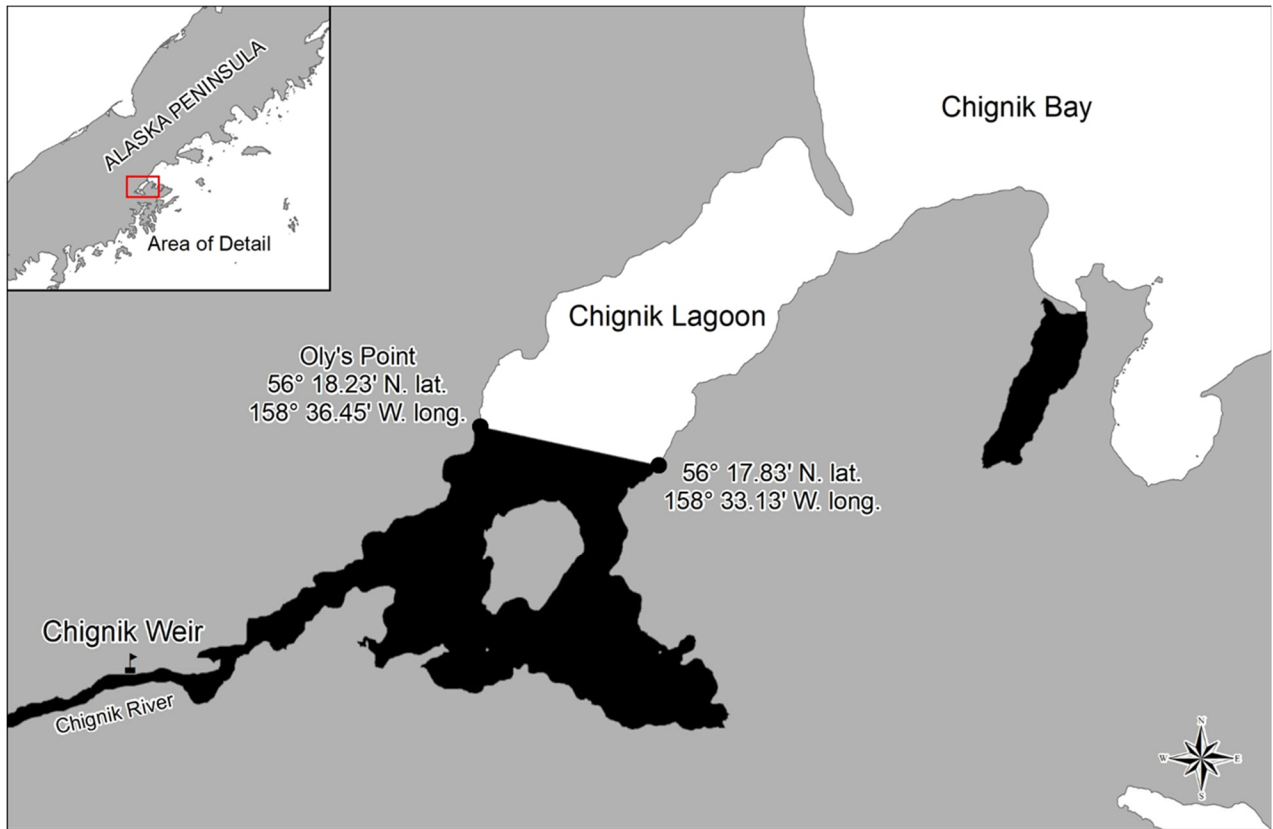 ALASKA PENINSULA
Area of Detail
Chignik Bay
Chignik Lagoon
Oly's Point
56° 18.23' N. lat.
158° 36.45' W. long.
56° 17.83' N. lat.
158° 33.13' W. long.
Chignik Weir
Chignik River
N
W
E
S